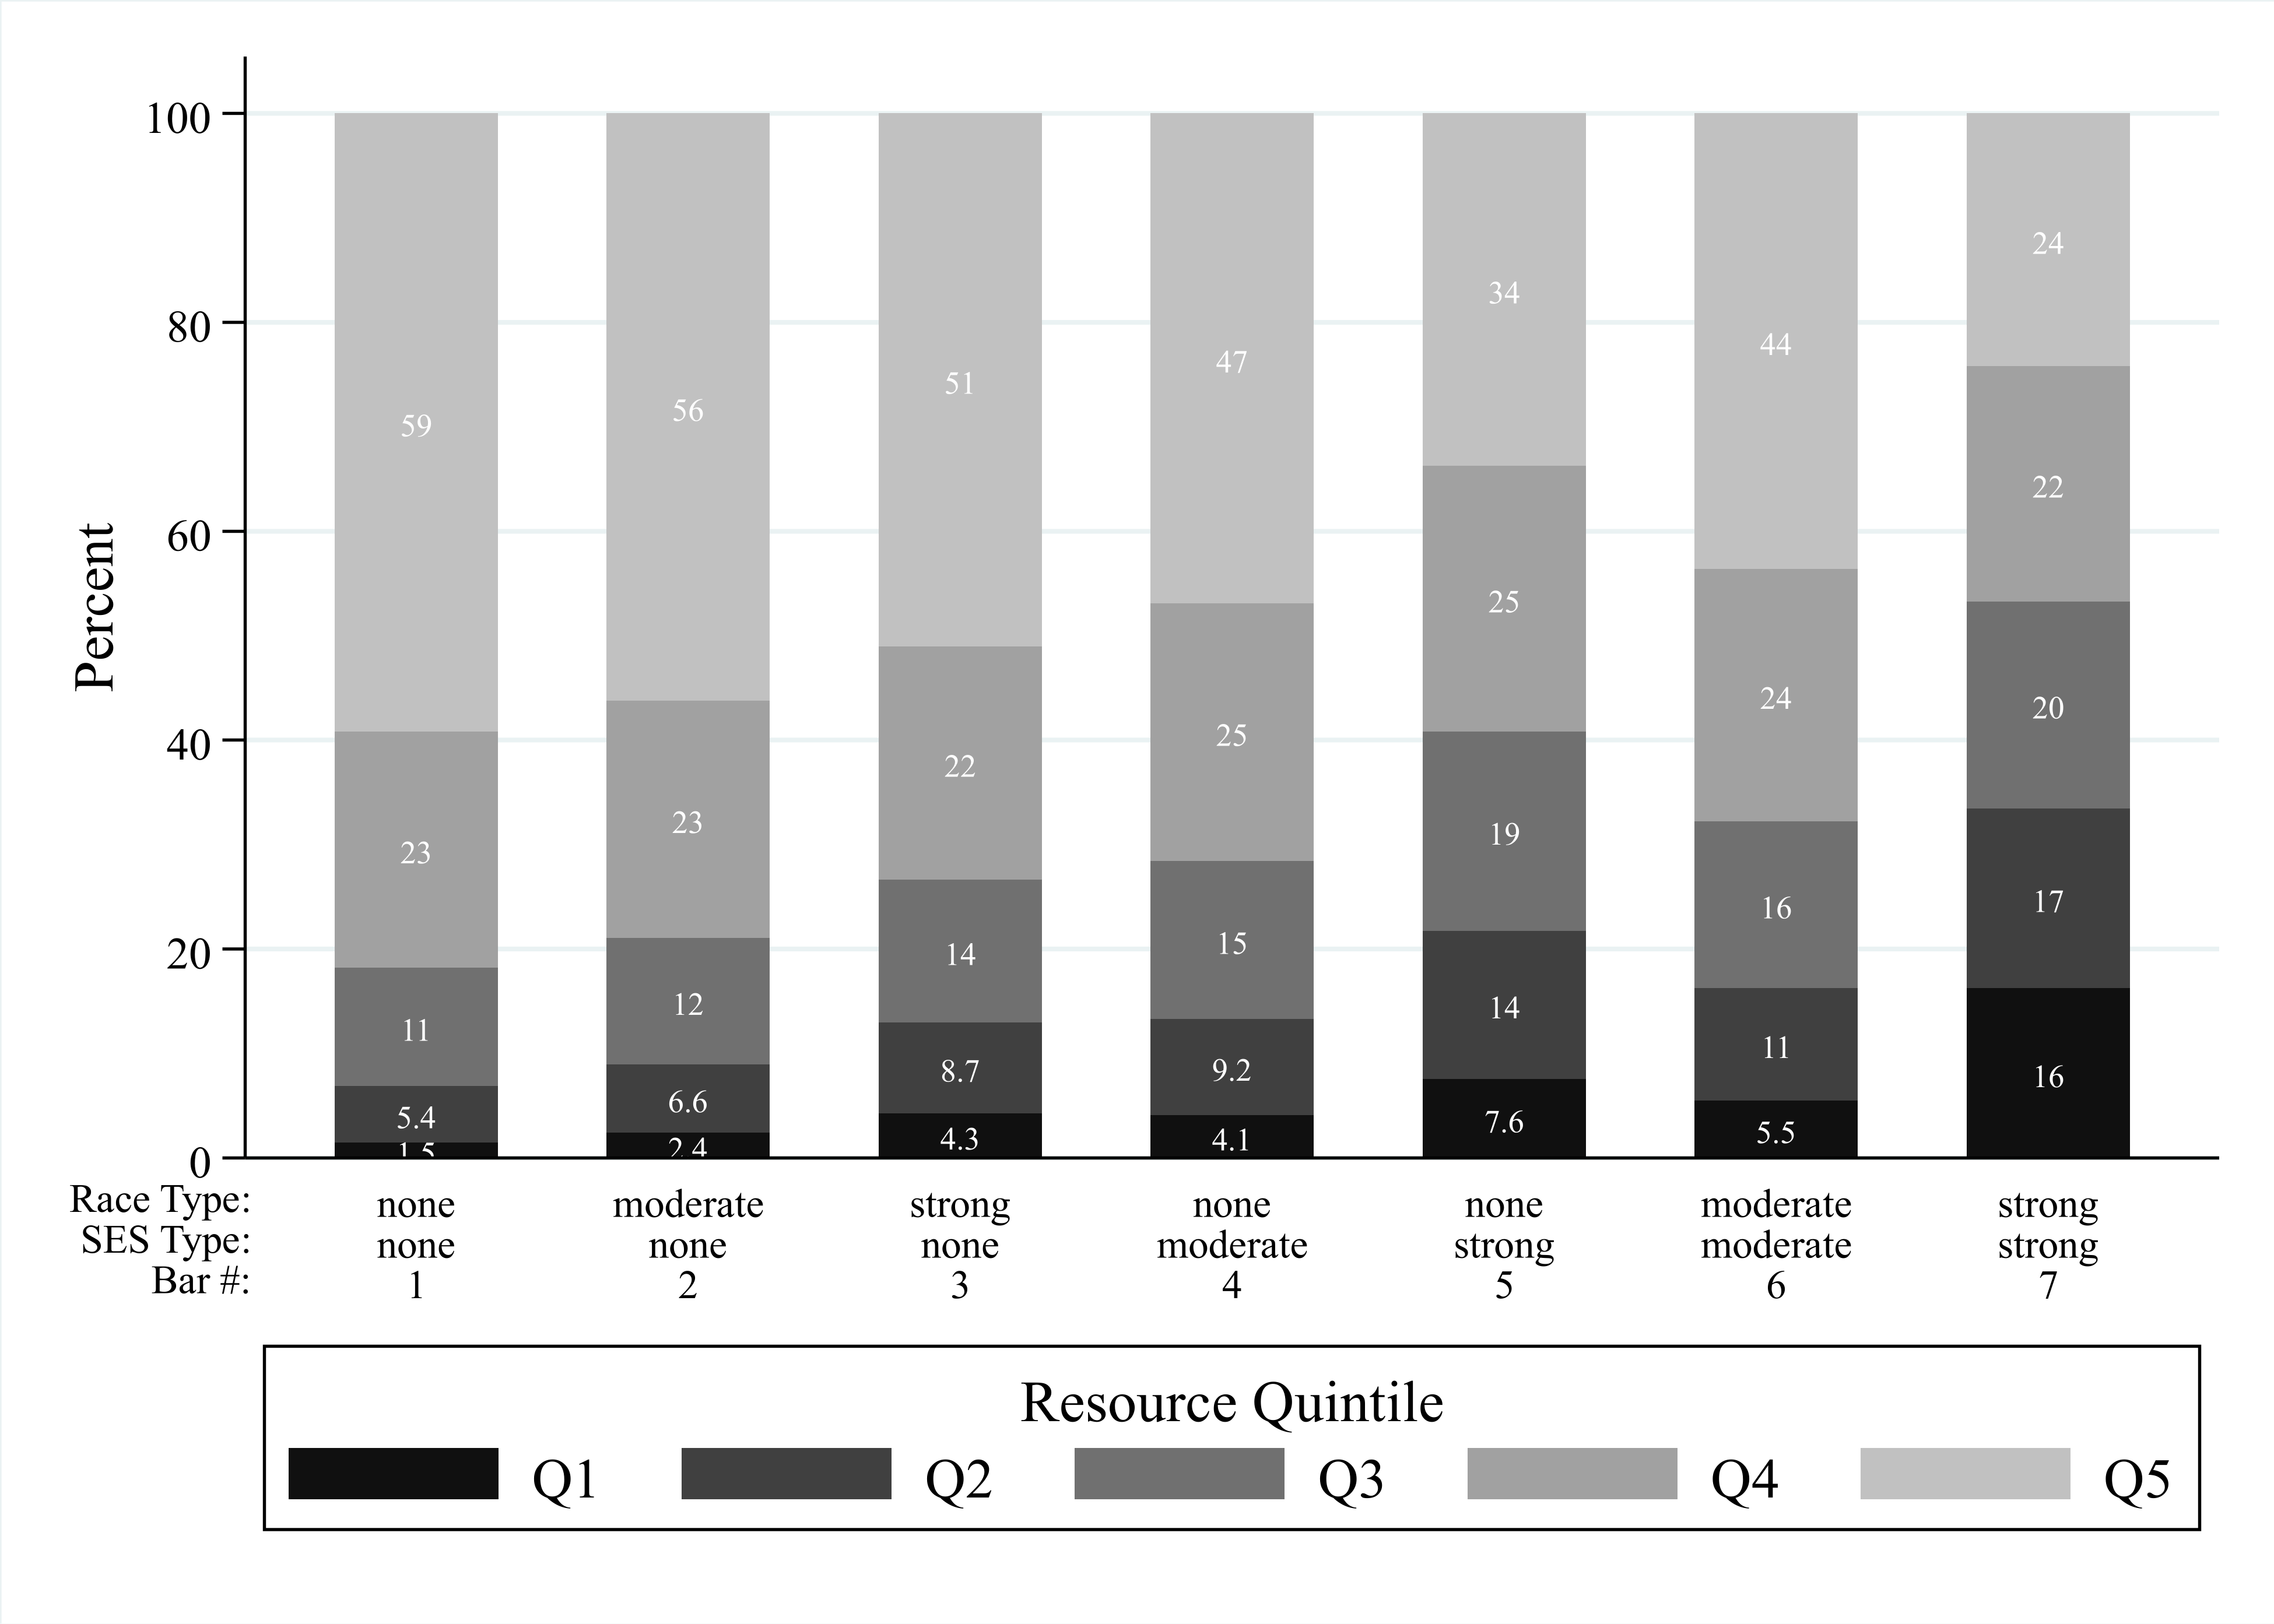 100
80
60
40
20
0
Percent
59 23 11 5.4 1.5
56 23 12 6.6 2.4
51 22 14 8.7 4.3
47 25 15 9.2 4.1
34 25 19 14 7.6
44 24 16 11 5.5
24 22 20 17 16
Race Type: none moderate strong none none moderate strong
SES Type: none none none moderate strong moderate strong
Bar #: 1 2 3 4 5 6 7
Resource Quintile
Q1 Q2 Q3 Q4 Q5